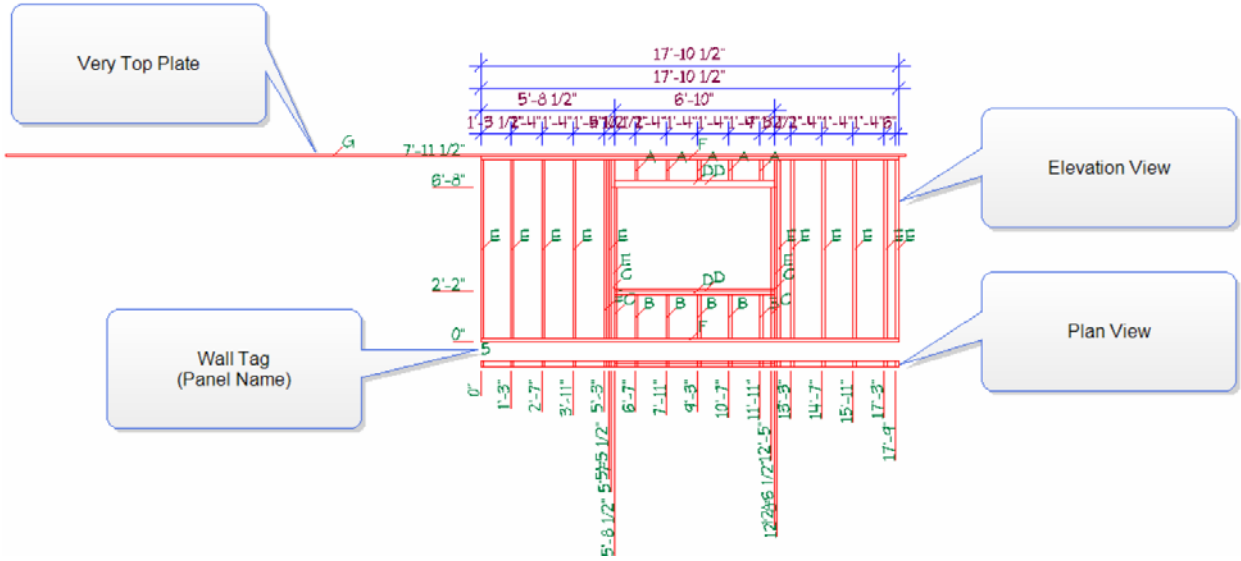 Very Top Plate
17'-10 1/2"
17'-10 1/2"
5'-8 1/2" 6'-10"
G
7'-11 1/2"
F
A A A A A
6'-8"
DD
Elevation View
E E E E E E E E E E E
E
C
2'-2"
DD
B B B B
C
C
F
0"
Plan View
Wall Tag
(Panel Name)
5
0" 1'-3" 2'-7" 3'-11" 5'-3" 6'-7" 7'-11" 9'-3" 10'-7" 11'-11" 13'-3" 14'-7" 15'-11" 17'-3"
12'-5"
17'-9"
5'-8 1/2"